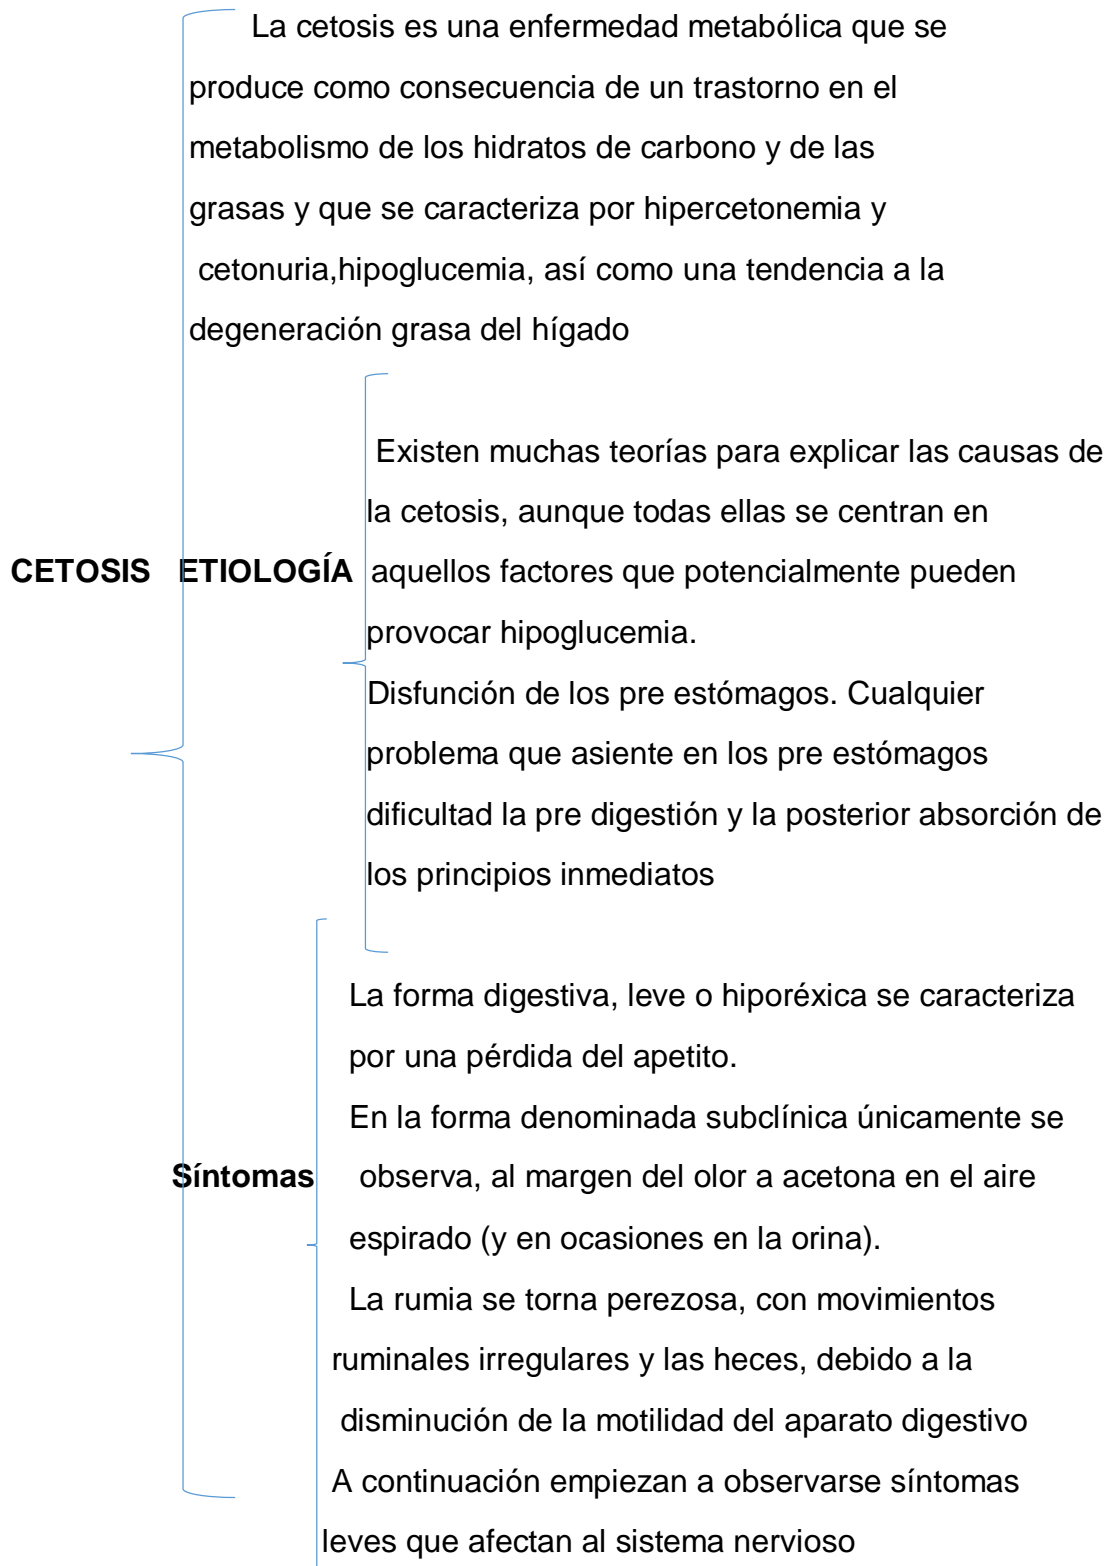 La cetosis es una enfermedad metabólica que se
produce como consecuencia de un trastorno en el
metabolismo de los hidratos de carbono y de las
grasas y que se caracteriza por hipercetonemia y
cetonuria,hipoglucemia, así como una tendencia a la
degeneración grasa del hígado
Existen muchas teorías para explicar las causas de
la cetosis, aunque todas ellas se centran en
CETOSIS ETIOLOGÍA aquellos factores que potencialmente pueden
provocar hipoglucemia.
Disfunción de los pre estómagos. Cualquier
problema que asiente en los pre estómagos
dificultad la pre digestión y la posterior absorción de
los principios inmediatos
La forma digestiva, leve o hiporéxica se caracteriza
por una pérdida del apetito.
En la forma denominada subclínica únicamente se
Síntomas observa, al margen del olor a acetona en el aire
espirado (y en ocasiones en la orina).
La rumia se torna perezosa, con movimientos
ruminales irregulares y las heces, debido a la
disminución de la motilidad del aparato digestivo
A continuación empiezan a observarse síntomas
leves que afectan al sistema nervioso